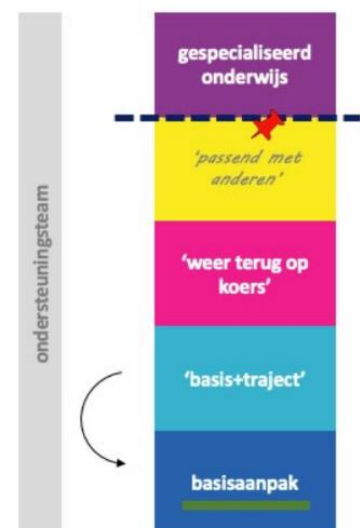 ondersteuningsteam
gespecialiseerd
onderwijs
‘passend met
anderen’
‘weer terug op
koers’
‘basis+traject’
basisaanpak